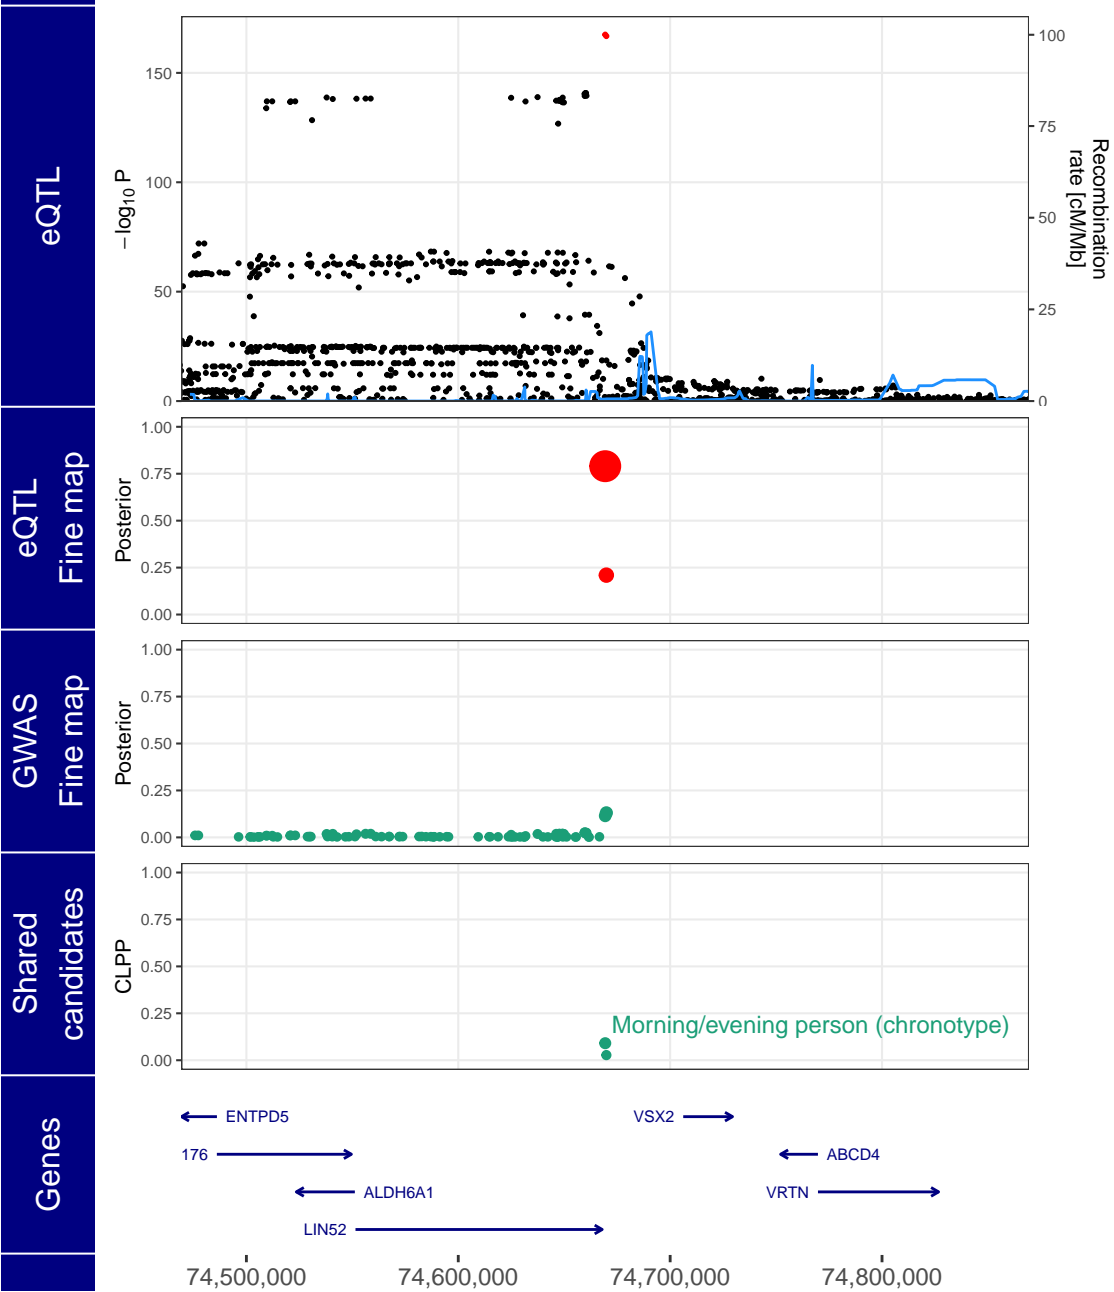 eQTL
− log10 P
150
100
50
0
100
75
50
25
0
Recombination
rate [cM/Mb]
eQTL
Fine map
Posterior
1.00
0.75
0.50
0.25
0.00
GWAS
Fine map
Posterior
1.00
0.75
0.50
0.25
0.00
Shared
candidates
CLPP
1.00
0.75
0.50
0.25
0.00
Morning/evening person (chronotype)
Genes
ENTPD5
VSX2
176
ABCD4
ALDH6A1
VRTN
LIN52
74,500,000
74,600,000
74,700,000
74,800,000